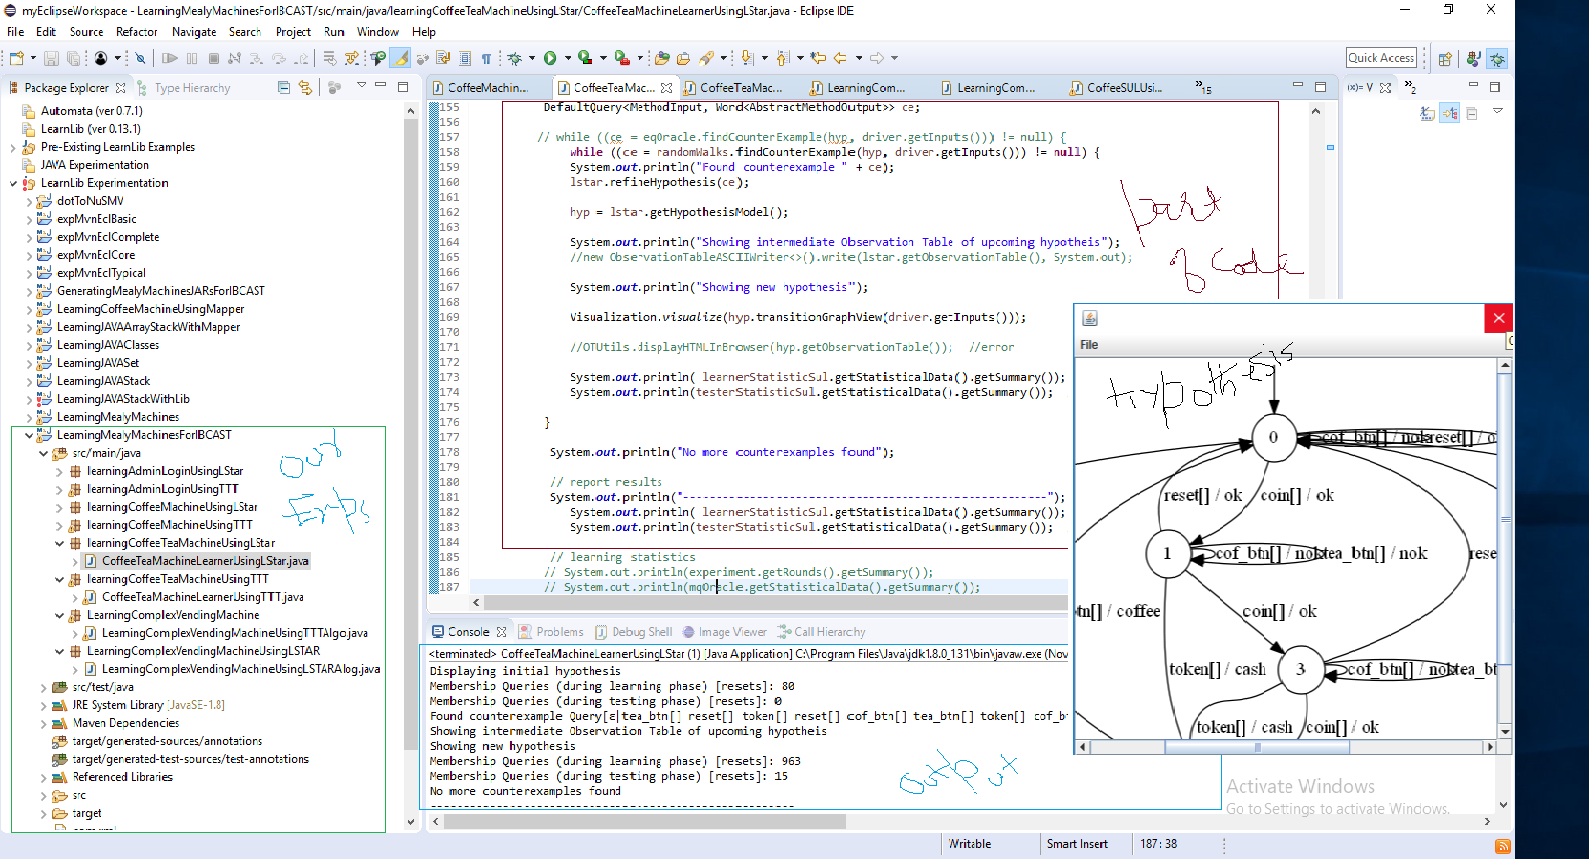 myEclipseWorkspace - LearningMealyMachinesForIBCAST/src/main/java/learningCoffeeTeaMachineUsingLStar/CoffeeTeaMachineLearnerUsingLStar.java - Eclipse IDE
File Edit Source Refactor Navigate Search Project Run Window Help
Quick Access
Package Explorer Type Hierarchy
CoffeeMachin... CoffeeTeaMac... CoffeeTTeaMac... LearningCom... LearningCom... CoffeeSULUsi... »15
(x)= V »2
Automata (ver 0.7.1)
LearnLib (ver 0.13.1)
Pre-Existing LearnLib Examples
JAVA Experimentation
LearnLib Experimentation
dotToNuSMV
expMvnEclBasic
expMvnEclComplete
expMvnEclCore
expMvnEclTypical
GeneratingMealyMachinesJARsForIBCAST
LearningCoffeeMachineUsingMapper
LearningJAVAArrayStackWithMapper
LearningJAVAClasses
LearningJAVASet
LearningJAVAStack
LearningJAVAStackWithLib
LearningMealyMachines
LearningMealyMachinesForIBCAST
src/main/java
learningAdminLoginUsingLStar
learningAdminLoginUsingTTT
learningCoffeeMachineUsingLStar
learningCoffeeMachineUsingTTT
learningCoffeeTeaMachineUsingLStar
CoffeeTeaMachineLearnerUsingLStar.java
learningCoffeeTeaMachineUsingTTT
CoffeeTeaMachineLearnerUsingTTT.java
LearningComplexVendingMachine
LearningComplexVendingMachineUsingTTTAlgo.java
LearningComplexVendingMachineUsingLSTAR
LearningComplexVendingMachineUsingLSTARAlog.java
src/test/java
JRE System Library [JavaSE-1.8]
Maven Dependencies
target/generated-sources/annotations
target/generated-test-sources/test-annotations
Referenced Libraries
src
target
155 DefaultQuery<MethodInput, Word<AbstractMethodOutput>> ce;
156
157 // while ((ce = eqOracle.findCounterExample(hyp, driver.getInputs())) != null) {
158 while ((ce = randomWalks.findCounterExample(hyp, driver.getInputs())) != null) {
159 System.out.println("Found counterexample " + ce);
160 lstar.refineHypothesis(ce);
161
162 hyp = lstar.getHypothesisModel();
163
164 System.out.println("Showing intermediate Observation Table of upcoming hypotheis");
165 //new ObservationTableASCIIWriter<>().write(lstar.getObservationTable(), System.out);
166
167 System.out.println("Showing new hypothesis");
168
169 Visualization.visualize(hyp.transitionGraphView(driver.getInputs()));
170
171 //OTUtils.displayHTMLInBrowser(hyp.getObservationTable()); //error
172
173 System.out.println( learnerStatisticSul.getStatisticalData().getSummary());
174 System.out.println(testerStatisticSul.getStatisticalData().getSummary());
175
176 }
177
178 System.out.println("No more counterexamples found");
179
180 // report results
181 System.out.println("-------------------------------------------------------");
182 System.out.println( learnerStatisticSul.getStatisticalData().getSummary());
183 System.out.println(testerStatisticSul.getStatisticalData().getSummary());
184
185 // learning statistics
186 // System.out.println(experiment.getRounds().getSummary());
187 // System.out.println(mqOracle.getStatisticalData().getSummary());
part
of code
our
Exmps
File
Hypothesis
0
cof_btn[] / nok reset[] / o
reset[] / ok coin[] / ok
1
cof_btn[] / nok tea_btn[] / nok
rese
tn[] / coffee
coin[] / ok
token[] / cash
3
cof_btn[] / nok tea_bt
token[] / cash coin[] / ok
Console Problems Debug Shell Image Viewer Call Hierarchy
<terminated> CoffeeTeaMachineLearnerUsingLStar (1) [Java Application] C:\Program Files\Java\jdk1.8.0_131\bin\javaw.exe (Nov
Displaying initial hypothesis
Membership Queries (during learning phase) [resets]: 80
Membership Queries (during testing phase) [resets]: 0
Found counterexample Query[ε|tea_btn[] reset[] token[] reset[] cof_btn[] tea_btn[] token[] cof_b
Showing intermediate Observation Table of upcoming hypotheis
Showing new hypothesis
Membership Queries (during learning phase) [resets]: 963
Membership Queries (during testing phase) [resets]: 15
No more counterexamples found
-------------------------------------------------------
output
Activate Windows
Go to Settings to activate Windows.
Writable Smart Insert 187 : 38